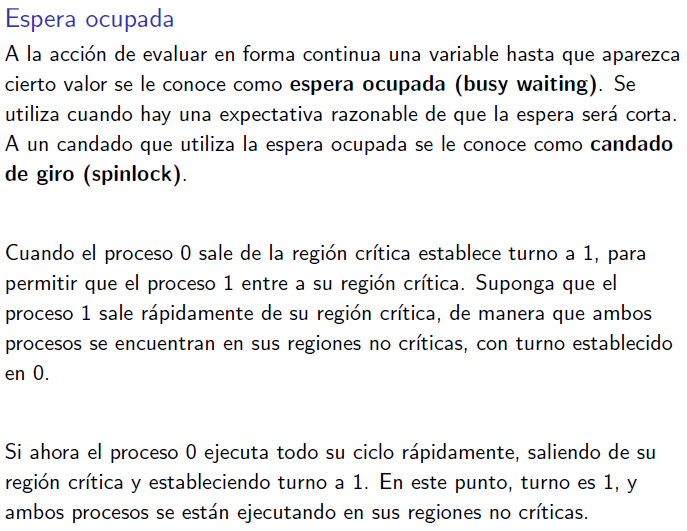 Espera ocupada
A la acción de evaluar en forma continua una variable hasta que aparezca
cierto valor se le conoce como espera ocupada (busy waiting). Se
utiliza cuando hay una expectativa razonable de que la espera será corta.
A un candado que utiliza la espera ocupada se le conoce como candado
de giro (spinlock).
Cuando el proceso 0 sale de la región crítica establece turno a 1, para
permitir que el proceso 1 entre a su región crítica. Suponga que el
proceso 1 sale rápidamente de su región crítica, de manera que ambos
procesos se encuentran en sus regiones no críticas, con turno establecido
en 0.
Si ahora el proceso 0 ejecuta todo su ciclo rápidamente, saliendo de su
región crítica y estableciendo turno a 1. En este punto, turno es 1, y
ambos procesos se están ejecutando en sus regiones no críticas.